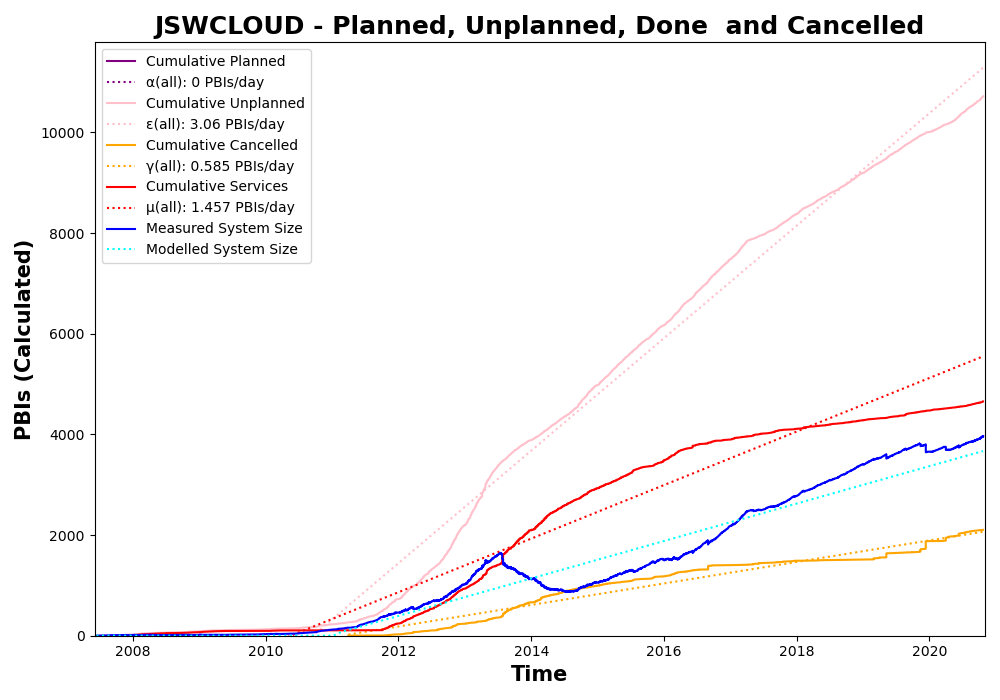 JSWCLOUD - Planned, Unplanned, Done  and Cancelled
Cumulative Planned
α(all): 0 PBIs/day
Cumulative Unplanned
ε(all): 3.06 PBIs/day
Cumulative Cancelled
γ(all): 0.585 PBIs/day
Cumulative Services
μ(all): 1.457 PBIs/day
Measured System Size
Modelled System Size
PBIs (Calculated)
10000
8000
6000
4000
2000
0
2008 2010 2012 2014 2016 2018 2020
Time